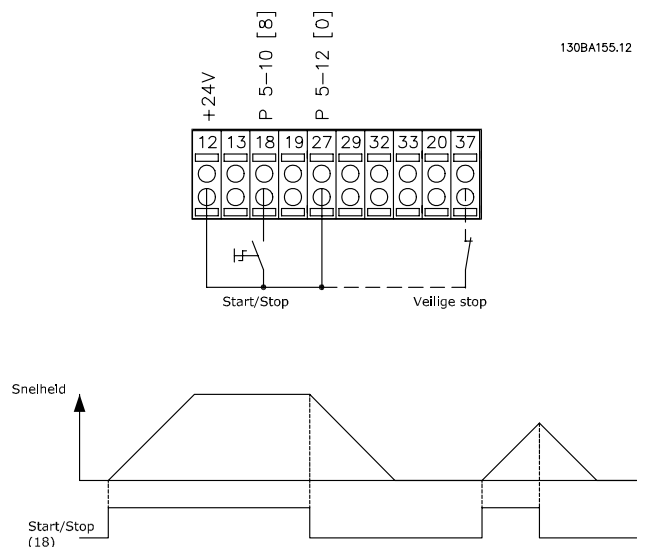 130BA155.12
+24V
P 5-10 [8]
P 5-12 [0]
12 13 18 19 27 29 32 33 20 37
Start/Stop
Veilige stop
Snelheld
Start/Stop
(18)